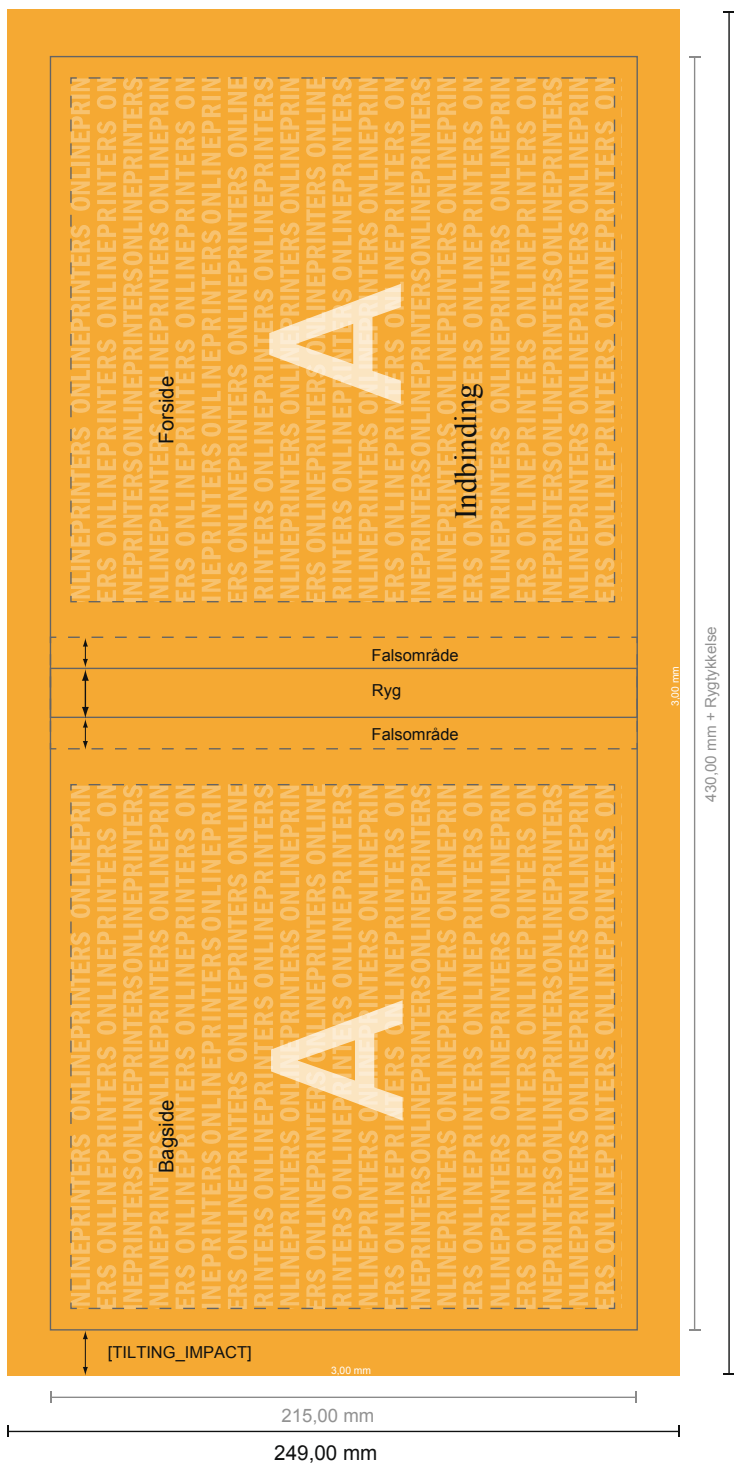 Forside
A
Indbinding
Falsområde
Ryg
Falsområde
Bagside
A
[TILTING_IMPACT]
3,00 mm
3,00 mm
430,00 mm + Rygtykkelse
215,00 mm
249,00 mm